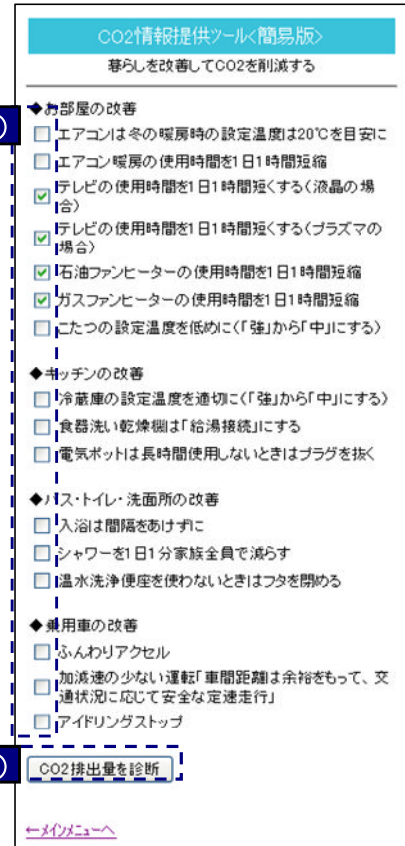 CO2情報提供ツール<簡易版>
暮らしを改善してCO2を削減する
◆お部屋の改善
エアコンは冬の暖房時の設定温度は20℃を目安に
エアコン暖房の使用時間を1日1時間短縮
テレビの使用時間を1日1時間短くする(液晶の場
合)
テレビの使用時間を1日1時間短くする(プラズマの
場合)
石油ファンヒーターの使用時間を1日1時間短縮
ガスファンヒーターの使用時間を1日1時間短縮
こたつの設定温度を低めに(「強」から「中」にする)
◆キッチンの改善
冷蔵庫の設定温度を適切に(「強」から「中」にする)
食器洗い乾燥機は「給湯接続」にする
電気ポットは長時間使用しないときはプラグを抜く
◆バス・トイレ・洗面所の改善
入浴は間隔をあけずに
シャワーを1日1分家族全員で減らす
温水洗浄便座を使わないときはフタを閉める
◆乗用車の改善
ふんわりアクセル
加減速の少ない運転「車間距離は余裕をもって、交
通状況に応じて安全な定速走行」
アイドリングストップ
CO2排出量を診断
←メインメニューへ